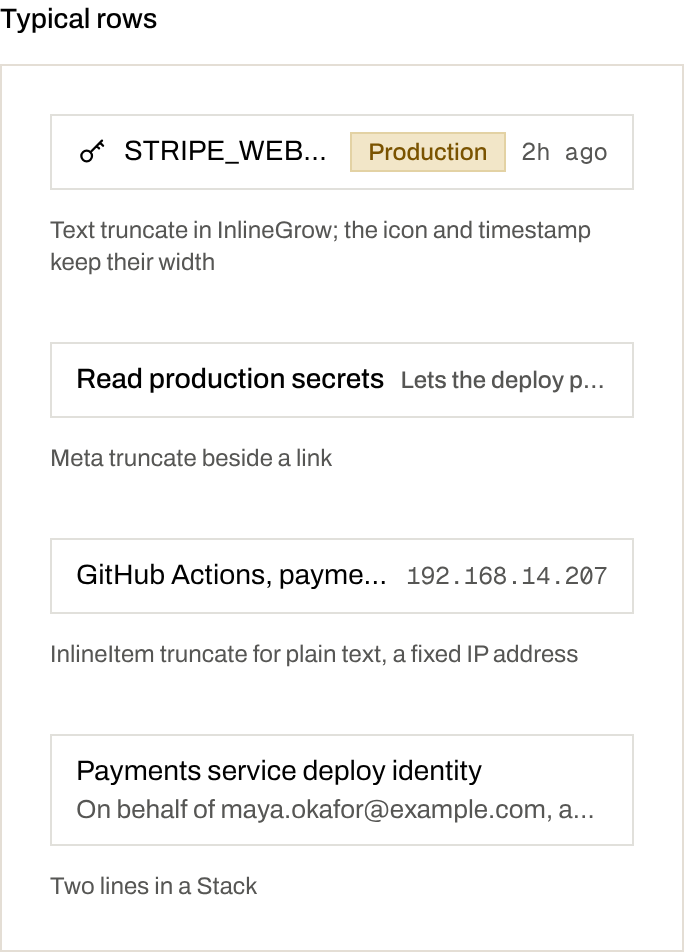 Typical rows
STRIPE_WEB... Production 2h ago
Text truncate in InlineGrow; the icon and timestamp
keep their width
Read production secrets Lets the deploy p...
Meta truncate beside a link
GitHub Actions, payme... 192.168.14.207
InlineItem truncate for plain text, a fixed IP address
Payments service deploy identity
On behalf of maya.okafor@example.com, a...
Two lines in a Stack